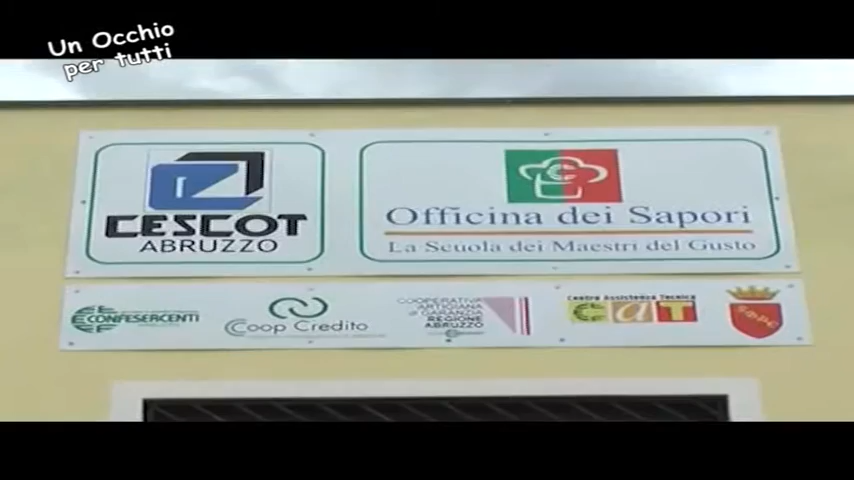 Un Occhio
per tutti
CESCOT
ABRUZZO
Officina dei Sapori
La Scuola dei Maestri del Gusto
CONFESERCENTI
Coop Credito
COOPERATIVA
ARTIGIANA
DI GARANZIA
REGIONE
ABRUZZO
Centro Assistenza Tecnica
CAT